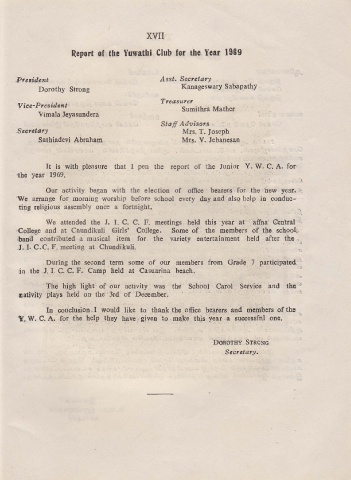 XVII
Report of the Yuwathi Club for the Year 1969
President
Dorothy Strong
Vice-President
Vimala Jeyasundera
Secretary
Sathiadevi Abraham
Asst. Secretary
Kanageswary Sabapathy
Treasurer
Sumithra Mather
Staff Advisors
Mrs. T. Joseph
Mrs. V. Jebanesan
It is with pleasure that I pen the report of the Junior Y. W. C. A. for
the year 1969.
Our activity began with the election of office bearers for the new year.
We arrange for morning worship before school every day and also help in conduc-
ting religious assembly once a fortnight.
We attended the J. I. C. C. F. meetings held this year at affna Central
College and at Chundikuli Girls' College. Some of the members of the school
band contributed a musical item for the variety entertainment held after the
J. I. C. C. F. meeting at Chundikuli.
During the second term some of our members from Grade 7 participated
in the J. I. C. C. F. Camp held at Casuarina beach.
The high light of our activity was the School Carol Service and the
nativity plays held on the 3rd of December.
In conclusion I would like to thank the office bearers and members of the
Y. W. C. A. for the help they have given to make this year a successful one.
DOROTHY STRONG
Secretary.